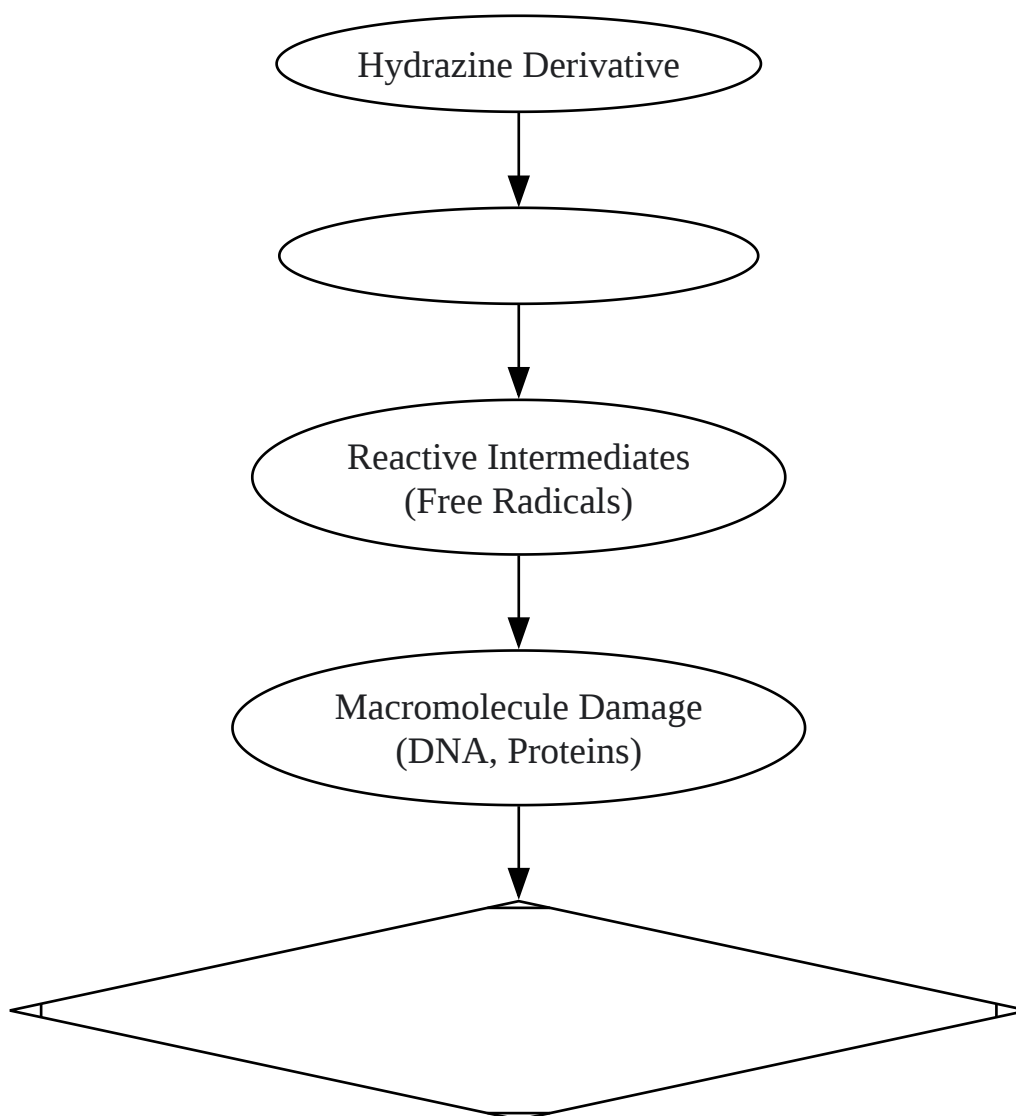 Hydrazine Derivative
Reactive Intermediates
(Free Radicals)
Macromolecule Damage
(DNA, Proteins)